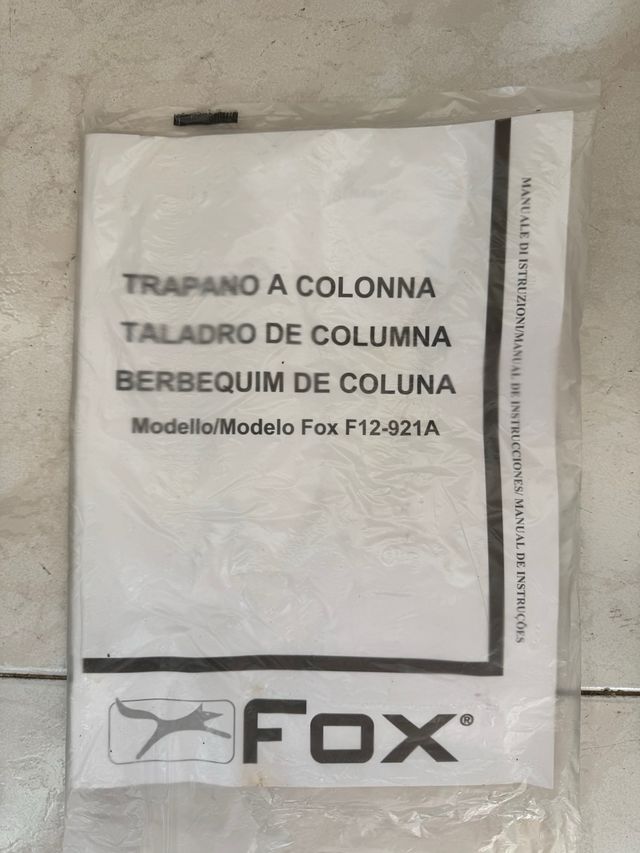 TRAPANO A COLONNA
TALADRO DE COLUMNA
BERBEQUIM DE COLUNA
Modello/Modelo Fox F12-921A
MANUALE DI ISTRUZIONI/MANUAL DE INSTRUCCIONES/ MANUAL DE INSTRUÇÕES
FOX®